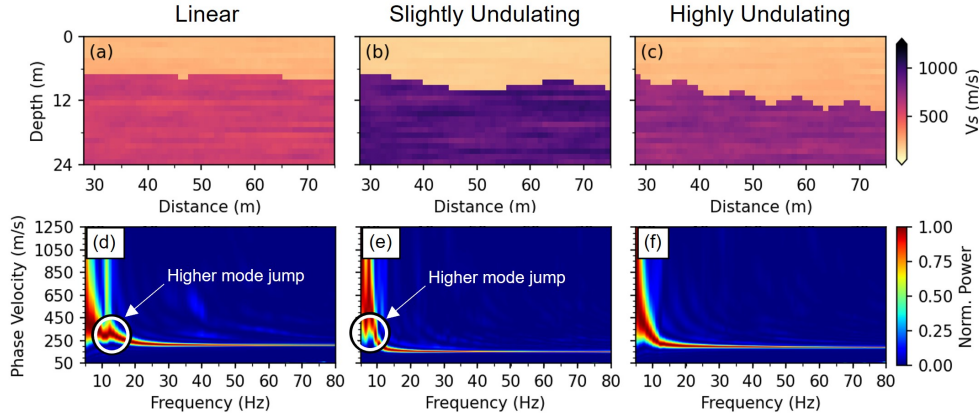 Linear
Slightly Undulating
Highly Undulating
(a)
(b)
(c)
0
12
24
Depth (m)
30 40 50 60 70
30 40 50 60 70
30 40 50 60 70
Distance (m)
Distance (m)
Distance (m)
1000
500
Vs (m/s)
(d)
(e)
(f)
Higher mode jump
Higher mode jump
1250
1050
850
650
450
250
50
Phase Velocity (m/s)
10 20 30 40 50 60 70 80
10 20 30 40 50 60 70 80
10 20 30 40 50 60 70 80
Frequency (Hz)
Frequency (Hz)
Frequency (Hz)
1.00
0.75
0.50
0.25
0.00
Norm. Power